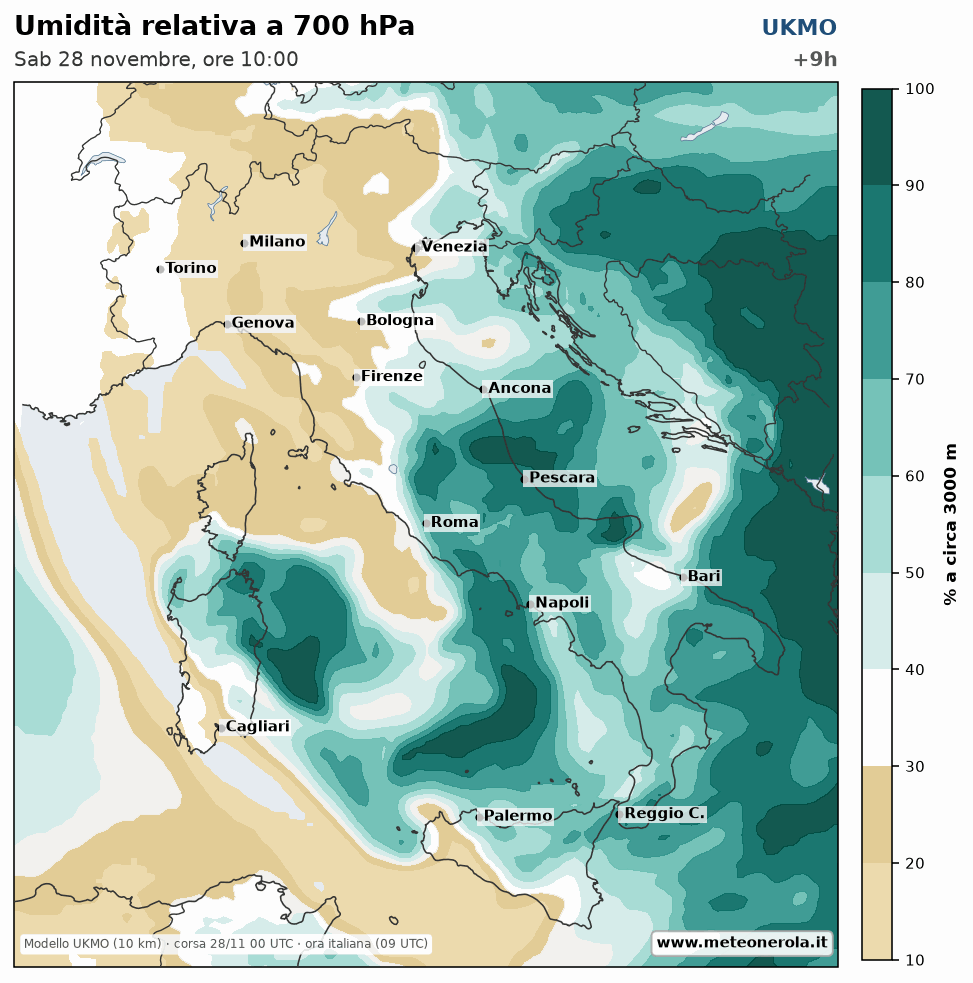 Umidità relativa a 700 hPa
UKMO
Sab 28 novembre, ore 10:00
+9h
100
90
80
70
60
50
40
30
20
10
% a circa 3000 m
Milano
Venezia
Torino
Genova
Bologna
Firenze
Ancona
Pescara
Roma
Bari
Napoli
Cagliari
Palermo
Reggio C.
Modello UKMO (10 km) · corsa 28/11 00 UTC · ora italiana (09 UTC)
www.meteonerola.it